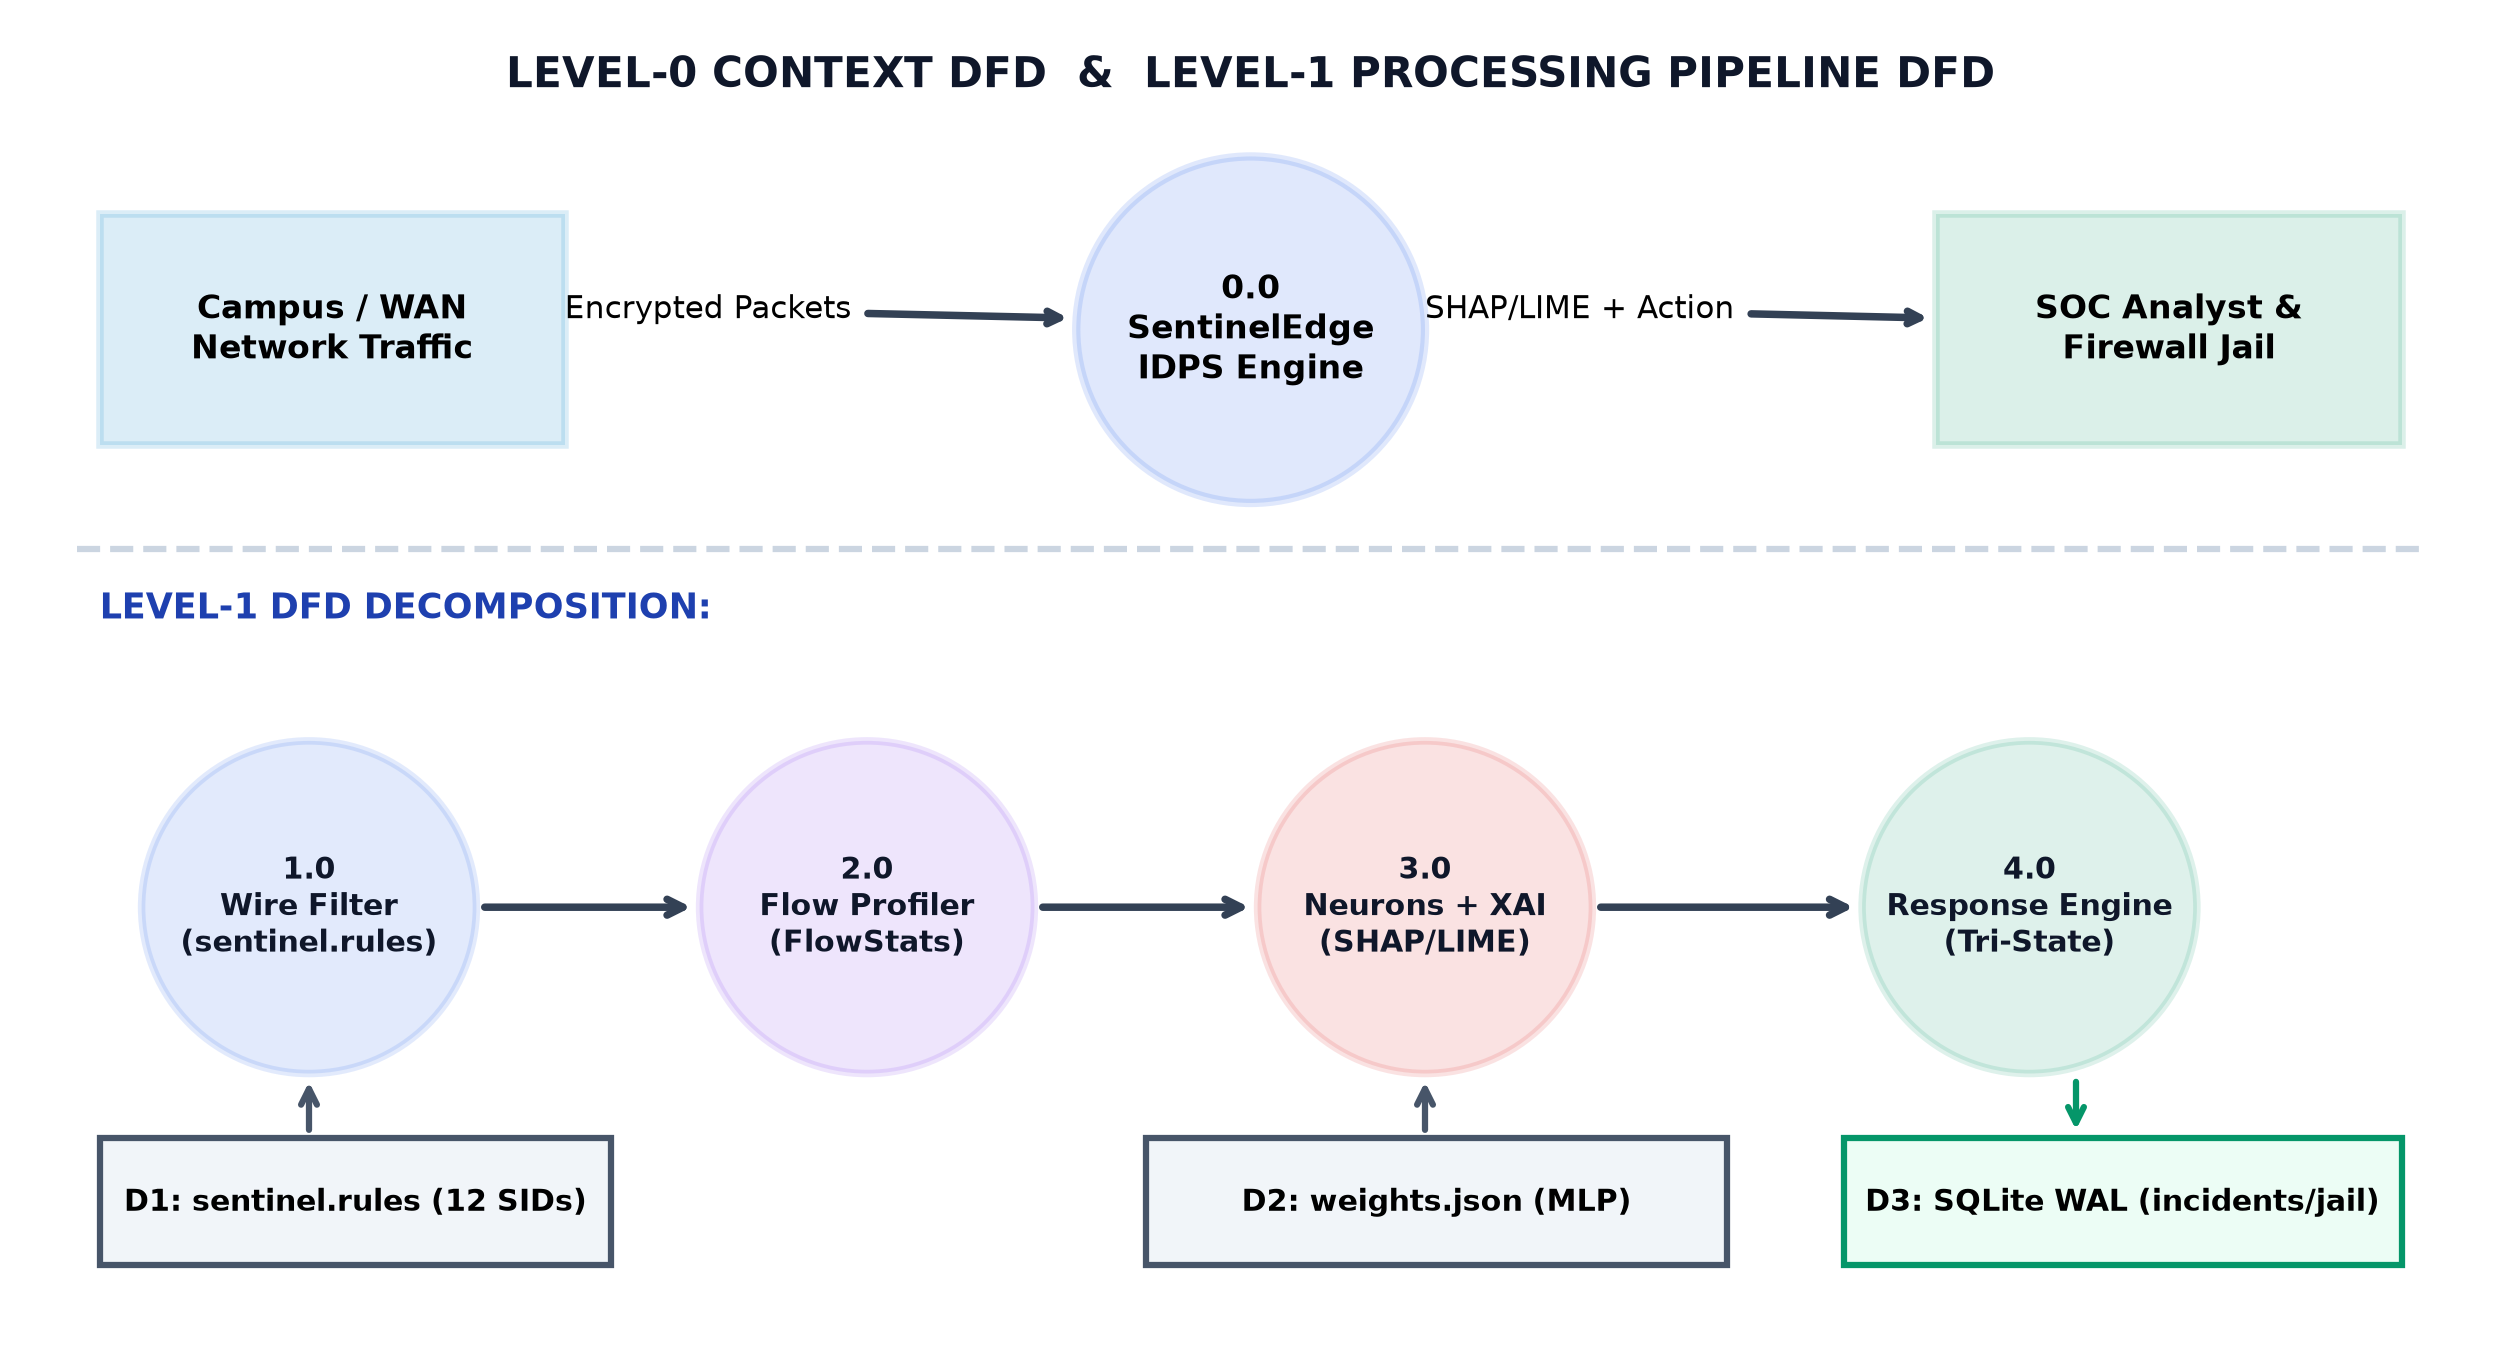 LEVEL-0 CONTEXT DFD & LEVEL-1 PROCESSING PIPELINE DFD
Campus / WAN
Network Traffic
Encrypted Packets
0.0
SentinelEdge
IDPS Engine
SHAP/LIME + Action
SOC Analyst &
Firewall Jail
LEVEL-1 DFD DECOMPOSITION:
1.0
Wire Filter
(sentinel.rules)
2.0
Flow Profiler
(FlowStats)
3.0
Neurons + XAI
(SHAP/LIME)
4.0
Response Engine
(Tri-State)
D1: sentinel.rules (12 SIDs)
D2: weights.json (MLP)
D3: SQLite WAL (incidents/jail)